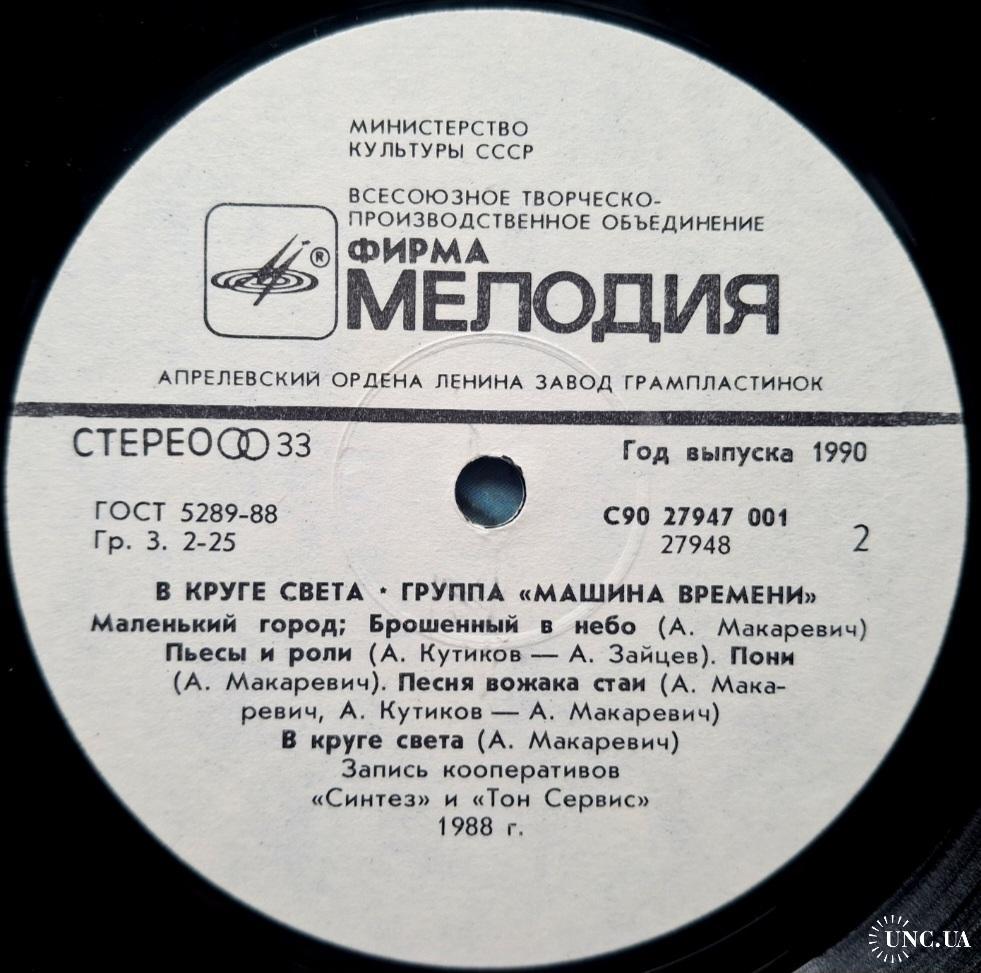 МИНИСТЕРСТВО
КУЛЬТУРЫ СССР
ВСЕСОЮЗНОЕ ТВОРЧЕСКО-
ПРОИЗВОДСТВЕННОЕ ОБЪЕДИНЕНИЕ
ФИРМА
®
МЕЛОДИЯ
АПРЕЛЕВСКИЙ ОРДЕНА ЛЕНИНА ЗАВОД ГРАМПЛАСТИНОК
СТЕРЕО 33
Год выпуска 1990
ГОСТ 5289-88
Гр. 3. 2-25
С90 27947 001
27948
2
В КРУГЕ СВЕТА · ГРУППА «МАШИНА ВРЕМЕНИ»
Маленький город; Брошенный в небо (А. Макаревич)
Пьесы и роли (А. Кутиков — А. Зайцев). Пони
(А. Макаревич). Песня вожака стаи (А. Мака-
ревич, А. Кутиков — А. Макаревич)
В круге света (А. Макаревич)
Запись кооперативов
«Синтез» и «Тон Сервис»
1988 г.
UNC.UA